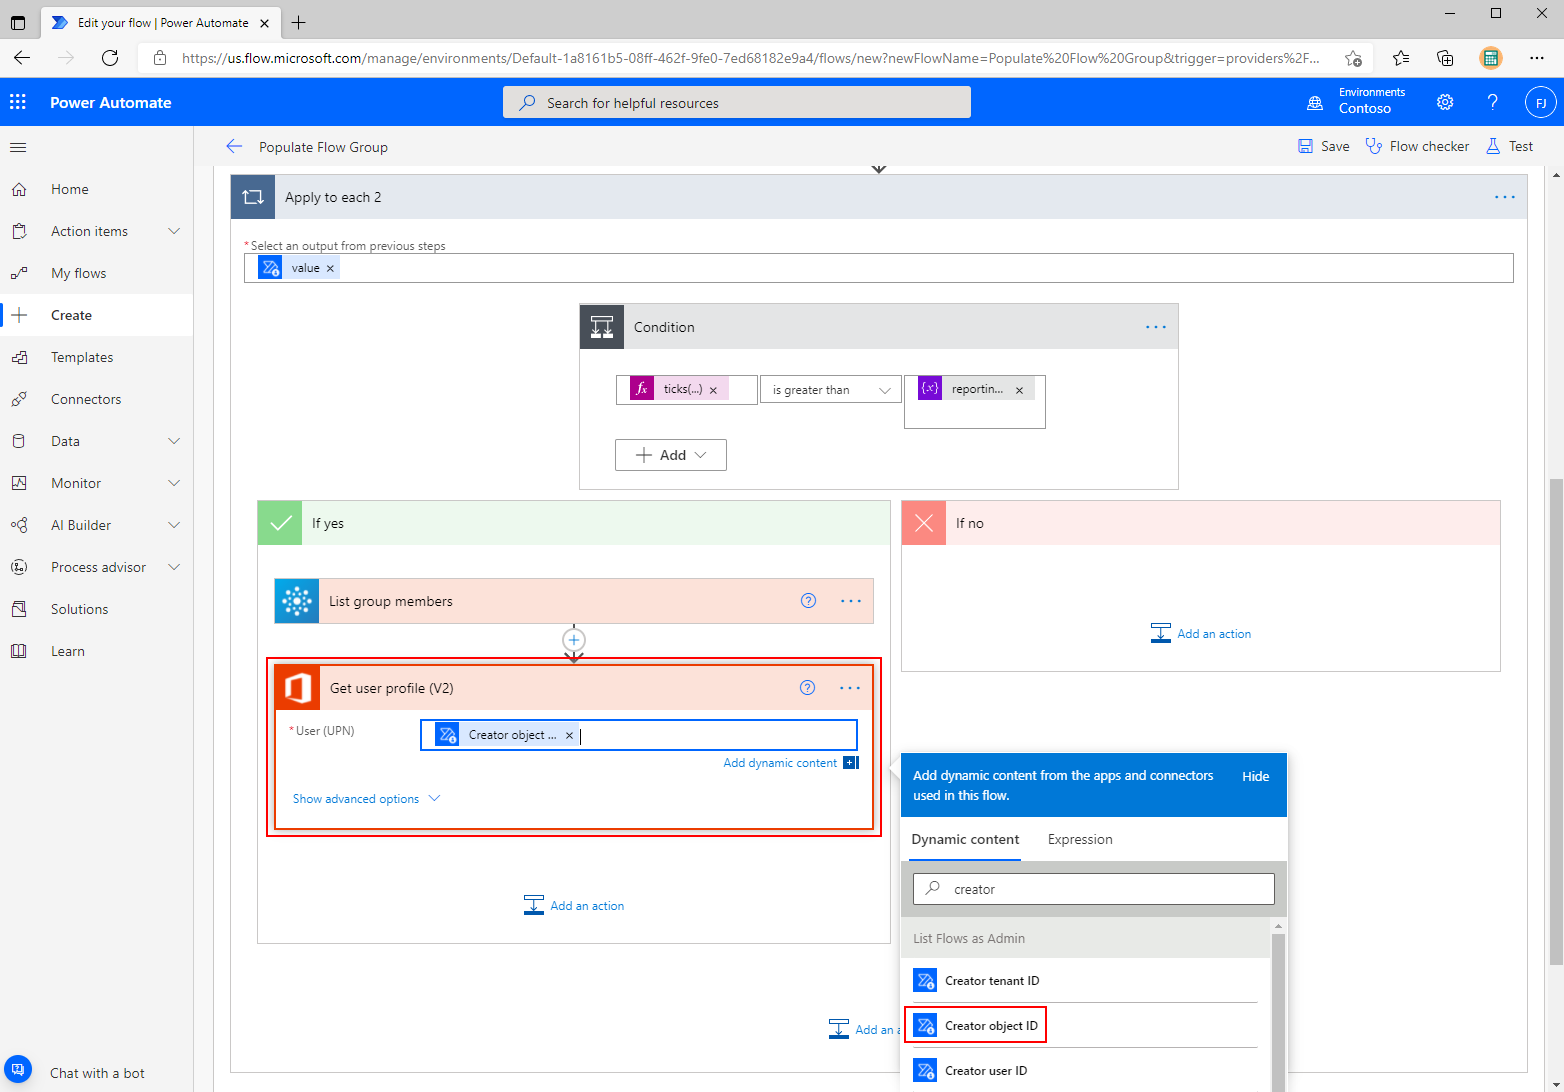 Edit your flow | Power Automate
https://us.flow.microsoft.com/manage/environments/Default-1a8161b5-08ff-462f-9fe0-7ed68182e9a4/flows/new?newFlowName=Populate%20Flow%20Group&trigger=providers%2F...
Power Automate
Search for helpful resources
Environments
Contoso
FJ
Populate Flow Group
Save
Flow checker
Test
Home
Action items
My flows
Create
Templates
Connectors
Data
Monitor
AI Builder
Process advisor
Solutions
Learn
Chat with a bot
Apply to each 2
* Select an output from previous steps
value
Condition
ticks(...)
is greater than
reportin...
Add
If yes
If no
List group members
Add an action
Get user profile (V2)
* User (UPN)
Creator object ...
Add dynamic content
Show advanced options
Add an action
Add an a
Add dynamic content from the apps and connectors
used in this flow.
Hide
Dynamic content
Expression
creator
List Flows as Admin
Creator tenant ID
Creator object ID
Creator user ID